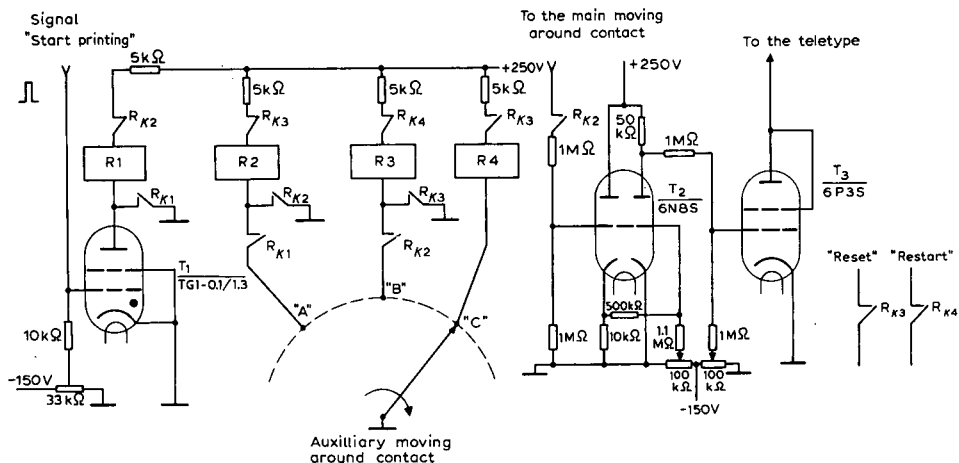 Signal
"Start printing"
5kΩ
R_K2
R1
R_K1
T_1
TG1-0.1/1.3
10kΩ
-150V
33kΩ
5kΩ
R_K3
R2
R_K2
R_K1
"A"
5kΩ
R_K4
R3
R_K3
R_K2
"B"
5kΩ
+250V
R_K3
R4
"C"
Auxilliary moving
around contact
To the main moving
around contact
R_K2
1MΩ
1MΩ
+250V
50
kΩ
1MΩ
T_2
6N8S
500kΩ
10kΩ
1.1
MΩ
1MΩ
100
kΩ
100
kΩ
-150V
To the teletype
T_3
6P3S
"Reset"
"Restart"
R_K3
R_K4